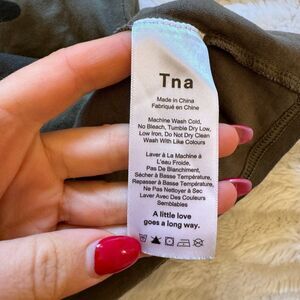 Tna
Made in China
Fabriqué en Chine
Machine Wash Cold,
No Bleach, Tumble Dry Low,
Low Iron, Do Not Dry Clean
Wash With Like Colours
Laver à La Machine à
L'eau Froide,
Pas De Blanchiment,
Sécher à Basse Température,
Repasser à Basse Température,
Ne Pas Nettoyer à Sec
Laver Avec Des Couleurs
Semblables
A little love
goes a long way.